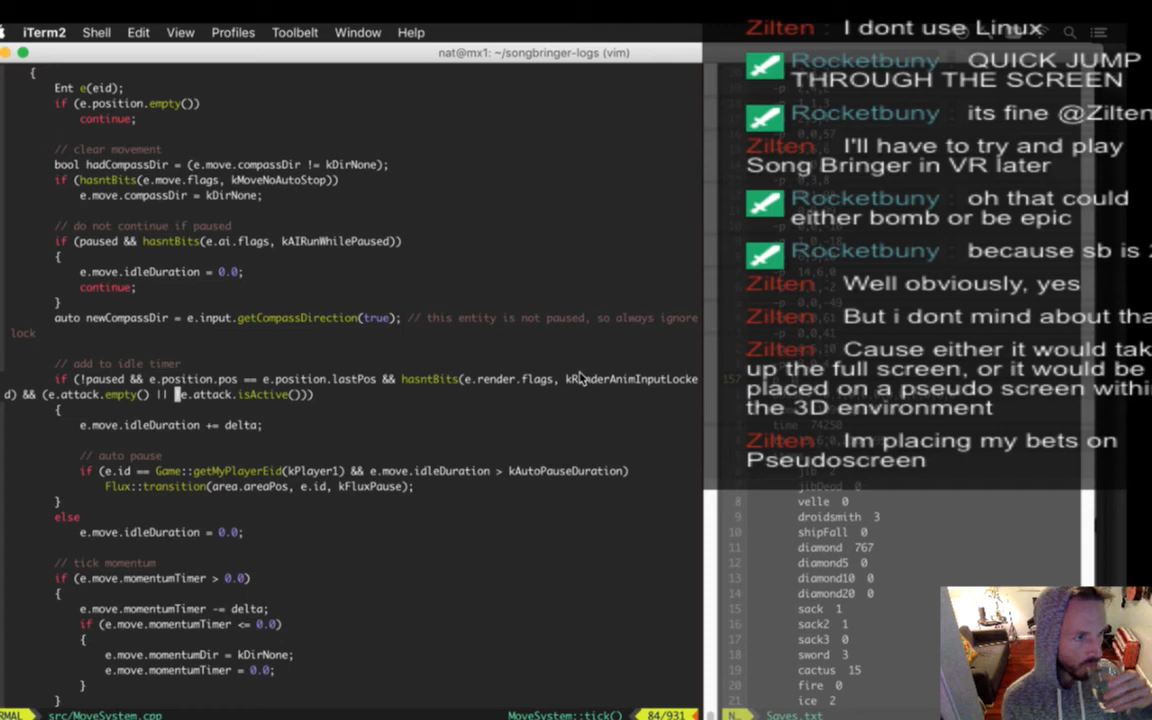 iTerm2 Shell Edit View Profiles Toolbelt Window Help
nat@mx1: ~/songbringer-logs (vim)
{
Ent e(eid);
if (e.position.empty())
continue;
// clear movement
bool hadCompassDir = (e.move.compassDir != kDirNone);
if (hasntBits(e.move.flags, kMoveNoAutoStop))
e.move.compassDir = kDirNone;
// do not continue if paused
if (paused && hasntBits(e.ai.flags, kAIRunWhilePaused))
{
e.move.idleDuration = 0.0;
continue;
}
auto newCompassDir = e.input.getCompassDirection(true); // this entity is not paused, so always ignore
lock
// add to idle timer
if (!paused && e.position.pos == e.position.lastPos && hasntBits(e.render.flags, kRenderAnimInputLocke
d) && (e.attack.empty() || e.attack.isActive()))
{
e.move.idleDuration += delta;
// auto pause
if (e.id == Game::getMyPlayerEid(kPlayer1) && e.move.idleDuration > kAutoPauseDuration)
Flux::transition(area.areaPos, e.id, kFluxPause);
}
else
e.move.idleDuration = 0.0;
// tick momentum
if (e.move.momentumTimer > 0.0)
{
e.move.momentumTimer -= delta;
if (e.move.momentumTimer <= 0.0)
{
e.move.momentumDir = kDirNone;
e.move.momentumTimer = 0.0;
}
}
RMAL src/MoveSystem.cpp MoveSystem::tick() 84/931
Zilten : I dont use Linux
Rocketbuny : QUICK JUMP
THROUGH THE SCREEN
Rocketbuny : its fine @Zilten
Zilten : I'll have to try and play
Song Bringer in VR later
Rocketbuny : oh that could
either bomb or be epic
Rocketbuny : because sb is
Zilten : Well obviously, yes
Zilten : But i dont mind about tha
Zilten : Cause either it would tak
up the full screen, or it would be
placed on a pseudo screen within
the 3D environment
Zilten : Im placing my bets on
Pseudoscreen
157
time 74250
jib 2
jibDead 0
8 velle 0
9 droidsmith 3
10 shipFall 0
11 diamond 767
12 diamond5 0
13 diamond10 0
14 diamond20 0
15 sack 1
16 sack2 1
17 sack3 0
18 sword 3
19 cactus 15
20 fire 0
21 ice 2
N… Saves.txt